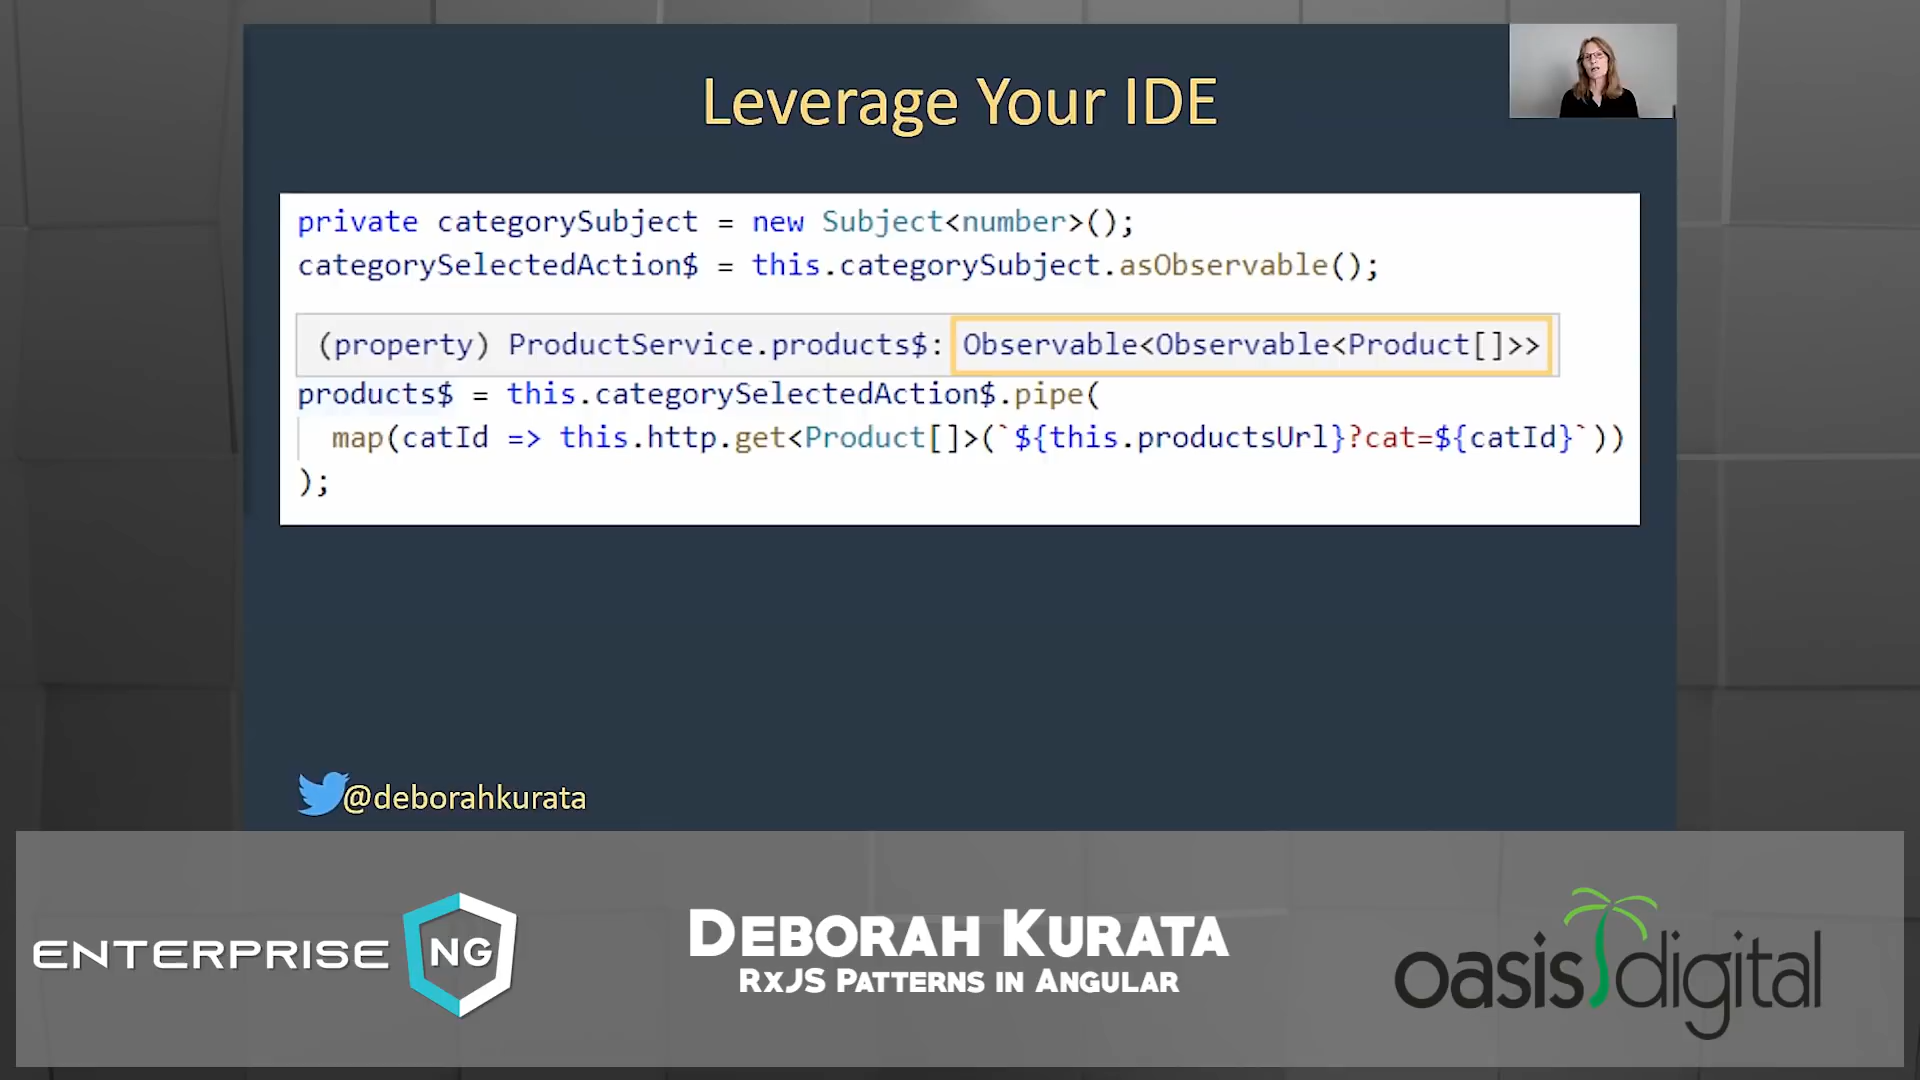 Leverage Your IDE
private categorySubject = new Subject<number>();
categorySelectedAction$ = this.categorySubject.asObservable();
(property) ProductService.products$: Observable<Observable<Product[]>>
products$ = this.categorySelectedAction$.pipe(
map(catId => this.http.get<Product[]>(`${this.productsUrl}?cat=${catId}`))
);
@deborahkurata
ENTERPRISE NG
DEBORAH KURATA
RXJS PATTERNS IN ANGULAR
oasis digital